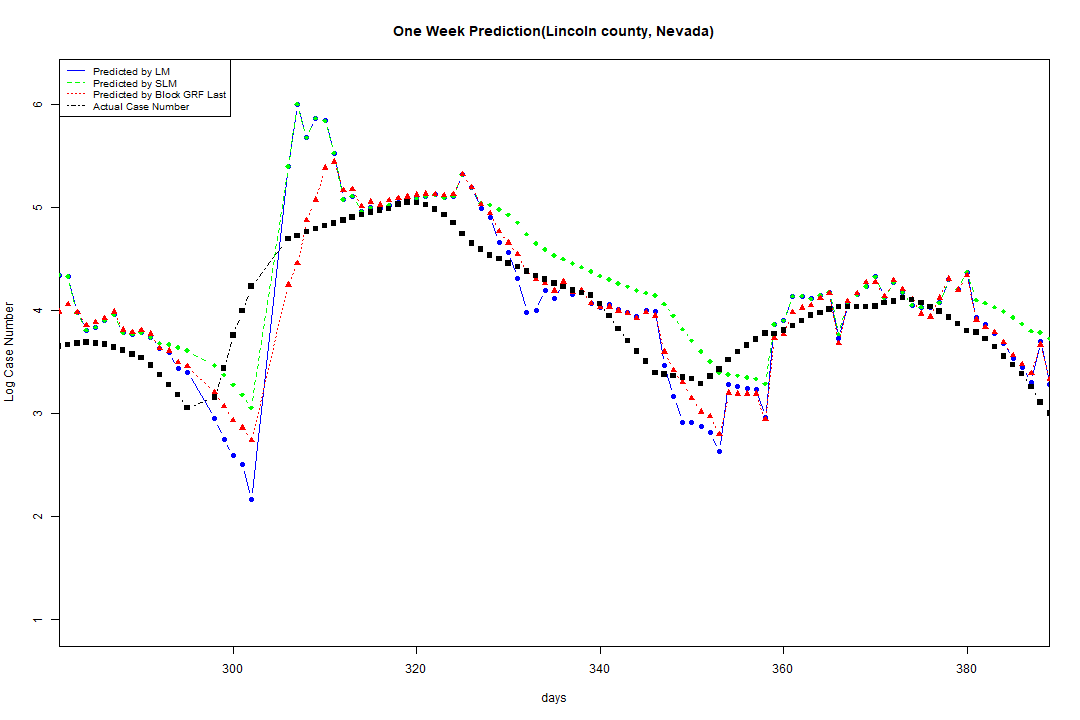 One Week Prediction(Lincoln county, Nevada)
Predicted by LM
Predicted by SLM
Predicted by Block GRF Last
Actual Case Number
6
5
4
3
2
1
Log Case Number
300
320
340
360
380
days